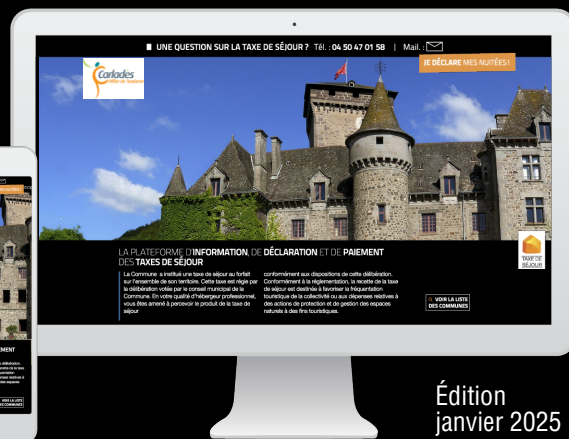 UNE QUESTION SUR LA TAXE DE SÉJOUR ? Tél. : 04 50 47 01 58 | Mail. :
JE DÉCLARE MES NUITÉES !
Carlades
Office de Tourisme
LA PLATEFORME D'INFORMATION, DE DÉCLARATION ET DE PAIEMENT
DES TAXES DE SÉJOUR
La Commune a institué une taxe de séjour au forfait
sur l'ensemble de son territoire. Cette taxe est régie par
la délibération votée par le conseil municipal de la
Commune. En votre qualité d'hébergeur professionnel,
vous êtes amené à percevoir le produit de la taxe de
séjour
conformément aux dispositions de cette délibération.
Conformément à la réglementation, la recette de la taxe
de séjour est destinée à favoriser la fréquentation
touristique de la collectivité ou aux dépenses relatives à
des actions de protection et de gestion des espaces
naturels à des fins touristiques.
TAXE DE
SÉJOUR
VOIR LA LISTE
DES COMMUNES
Édition
janvier 2025